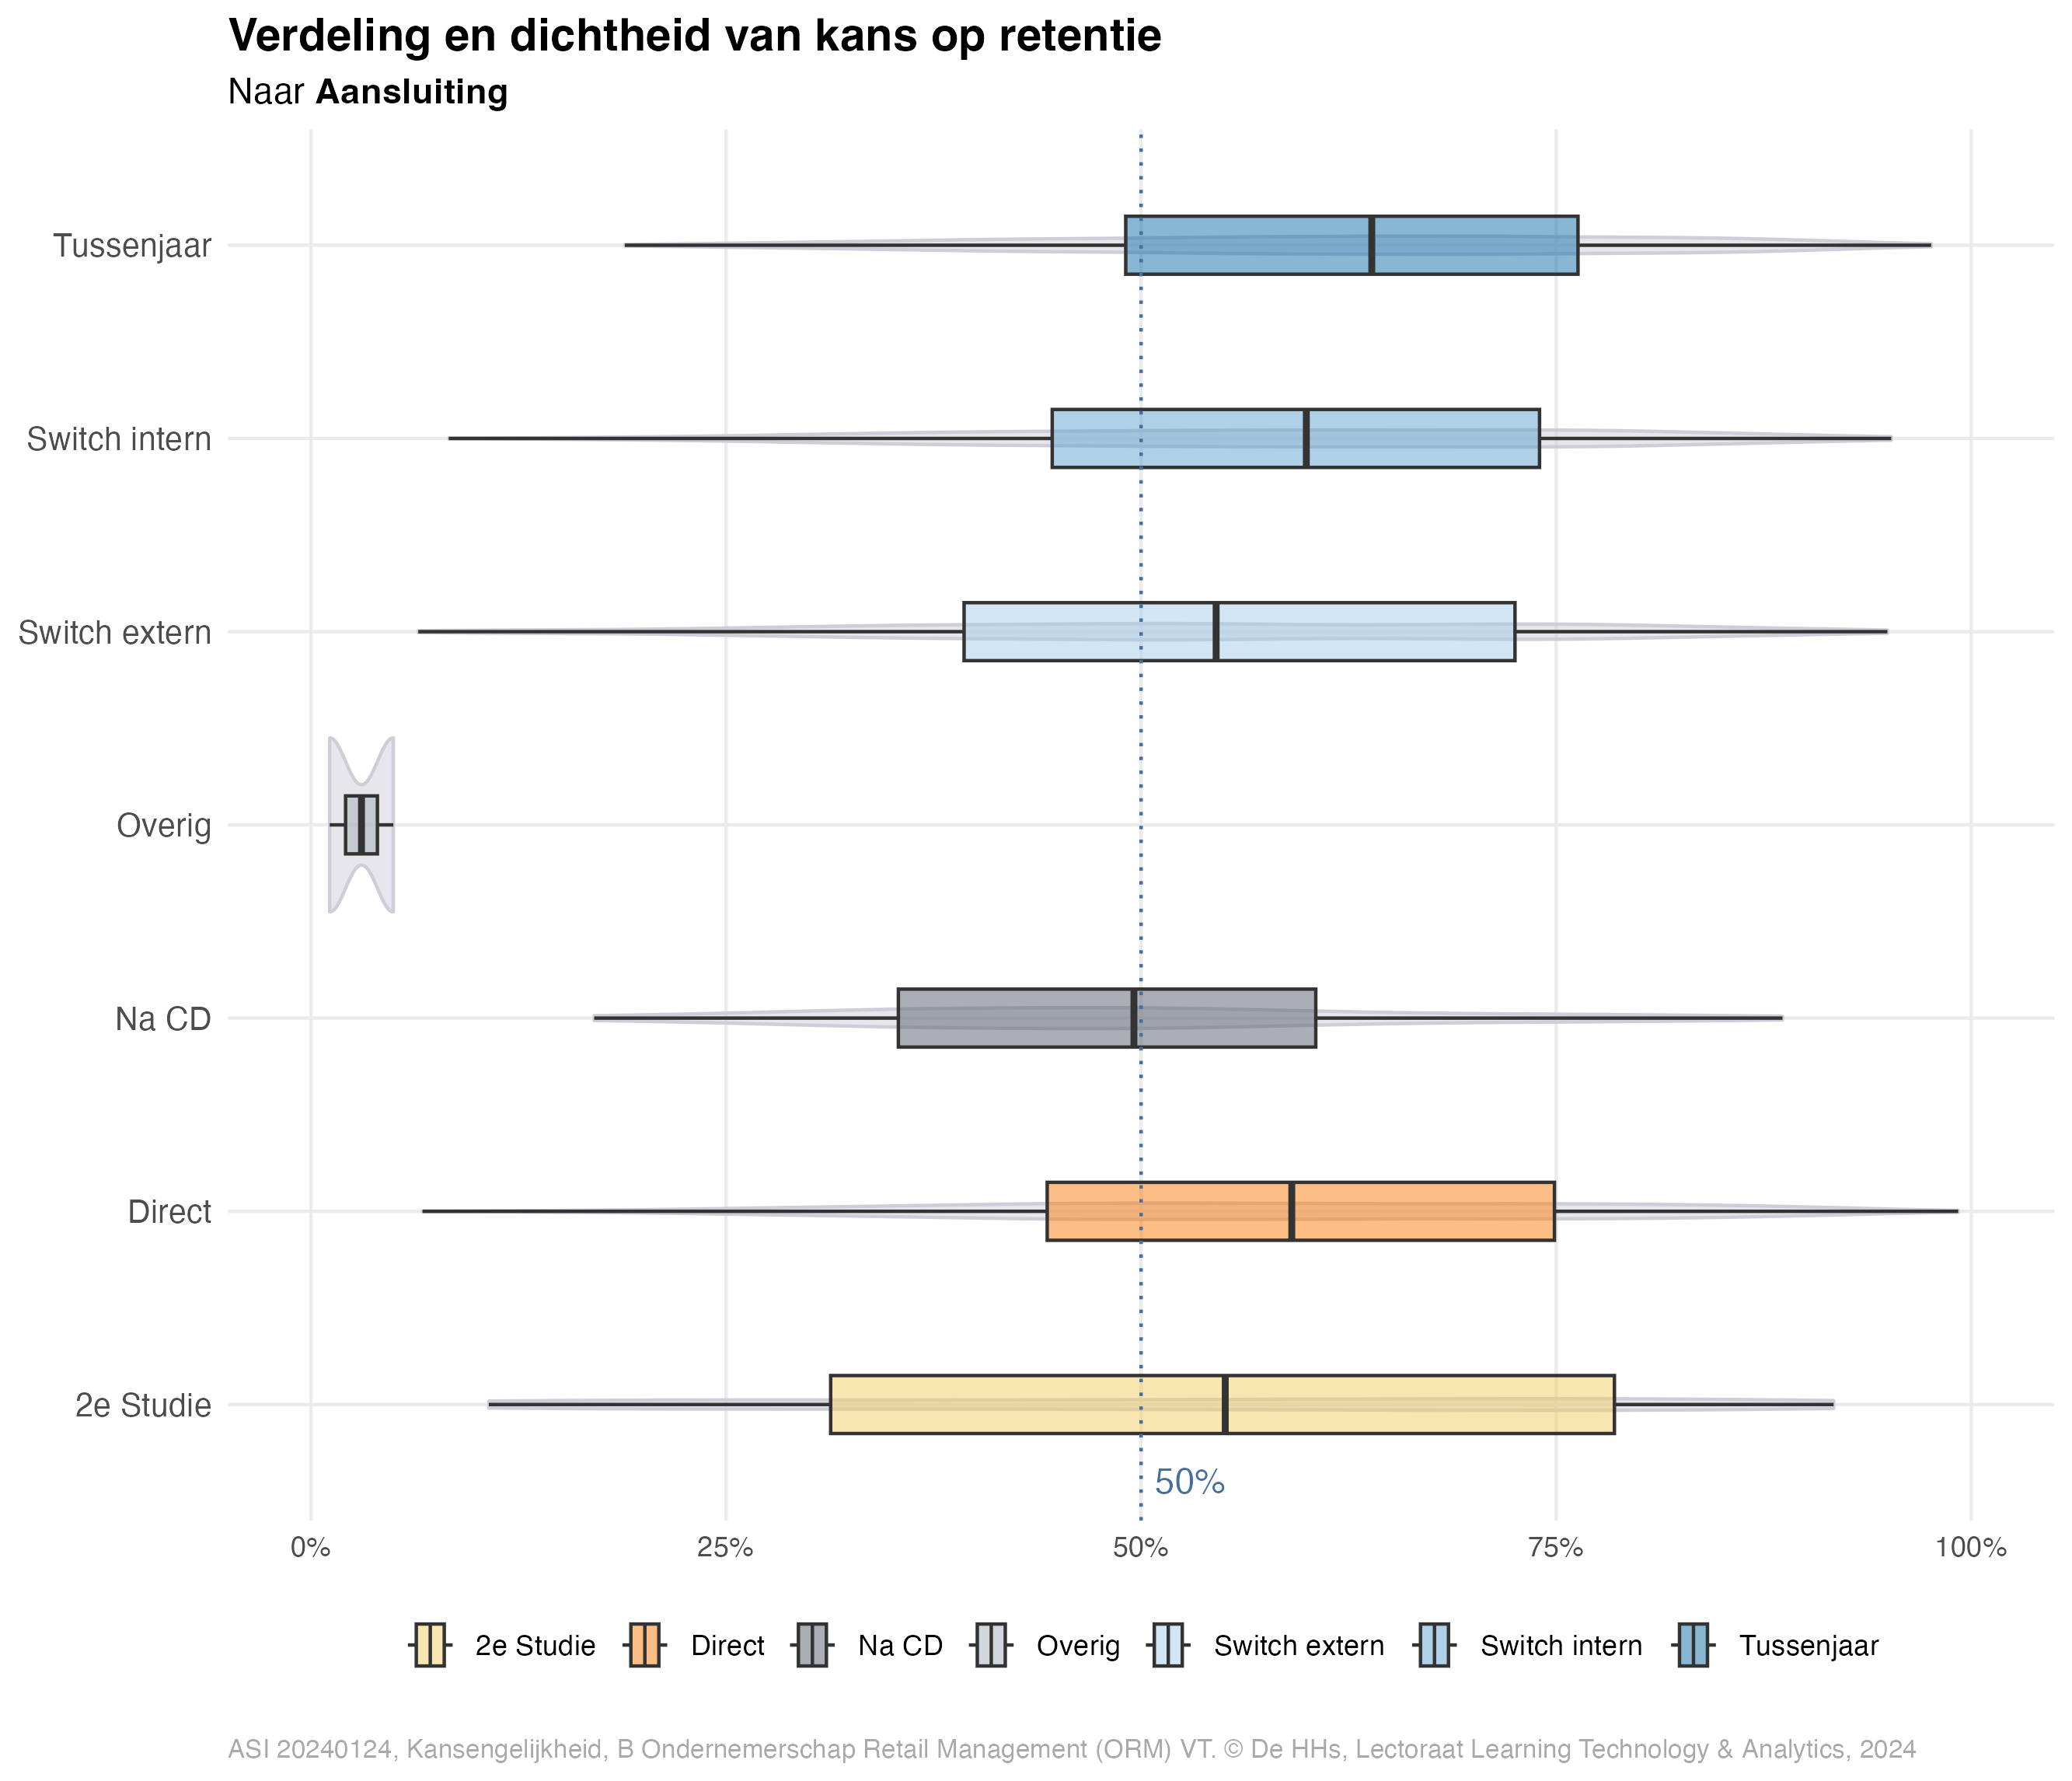 Verdeling en dichtheid van kans op retentie
Naar Aansluiting
Tussenjaar
Switch intern
Switch extern
Overig
Na CD
Direct
2e Studie
50%
0% 25% 50% 75% 100%
2e Studie Direct Na CD Overig Switch extern Switch intern Tussenjaar
ASI 20240124, Kansengelijkheid, B Ondernemerschap Retail Management (ORM) VT. © De HHs, Lectoraat Learning Technology & Analytics, 2024